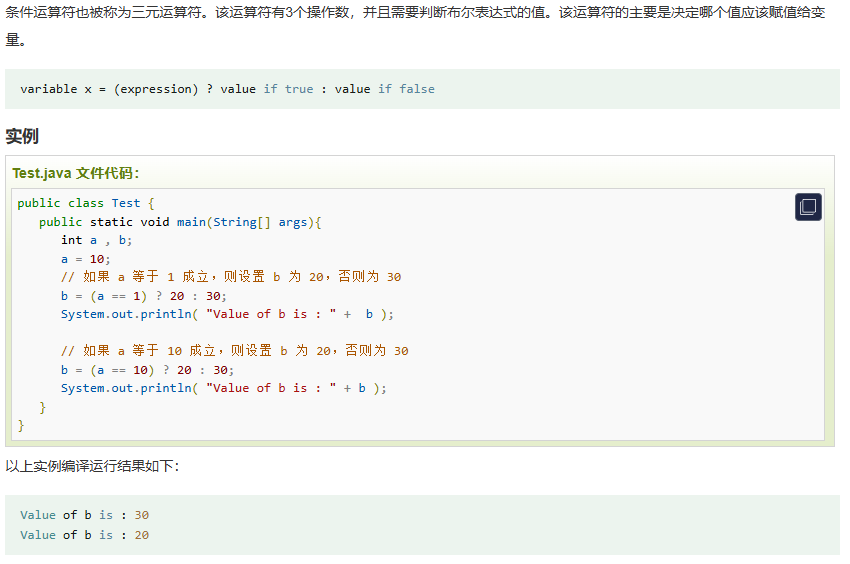 条件运算符也被称为三元运算符。该运算符有3个操作数，并且需要判断布尔表达式的值。该运算符的主要是决定哪个值应该赋值给变
量。
variable x = (expression) ? value if true : value if false
实例
Test.java 文件代码：
public class Test {
   public static void main(String[] args){
      int a , b;
      a = 10;
      // 如果 a 等于 1 成立，则设置 b 为 20，否则为 30
      b = (a == 1) ? 20 : 30;
      System.out.println( "Value of b is : " +  b );
      // 如果 a 等于 10 成立，则设置 b 为 20，否则为 30
      b = (a == 10) ? 20 : 30;
      System.out.println( "Value of b is : " + b );
   }
}
以上实例编译运行结果如下：
Value of b is : 30
Value of b is : 20